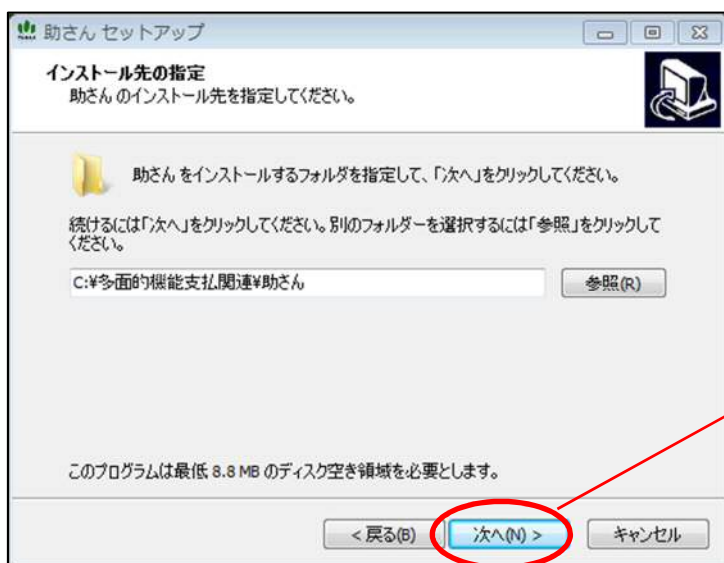 助さん セットアップ
インストール先の指定
助さん のインストール先を指定してください。
助さん をインストールするフォルダを指定して、「次へ」をクリックしてください。
続けるには「次へ」をクリックしてください。別のフォルダーを選択するには「参照」をクリックして
ください。
C:¥多面的機能支払関連¥助さん
参照(R)
このプログラムは最低 8.8 MB のディスク空き領域を必要とします。
< 戻る(B)
次へ(N) >
キャンセル